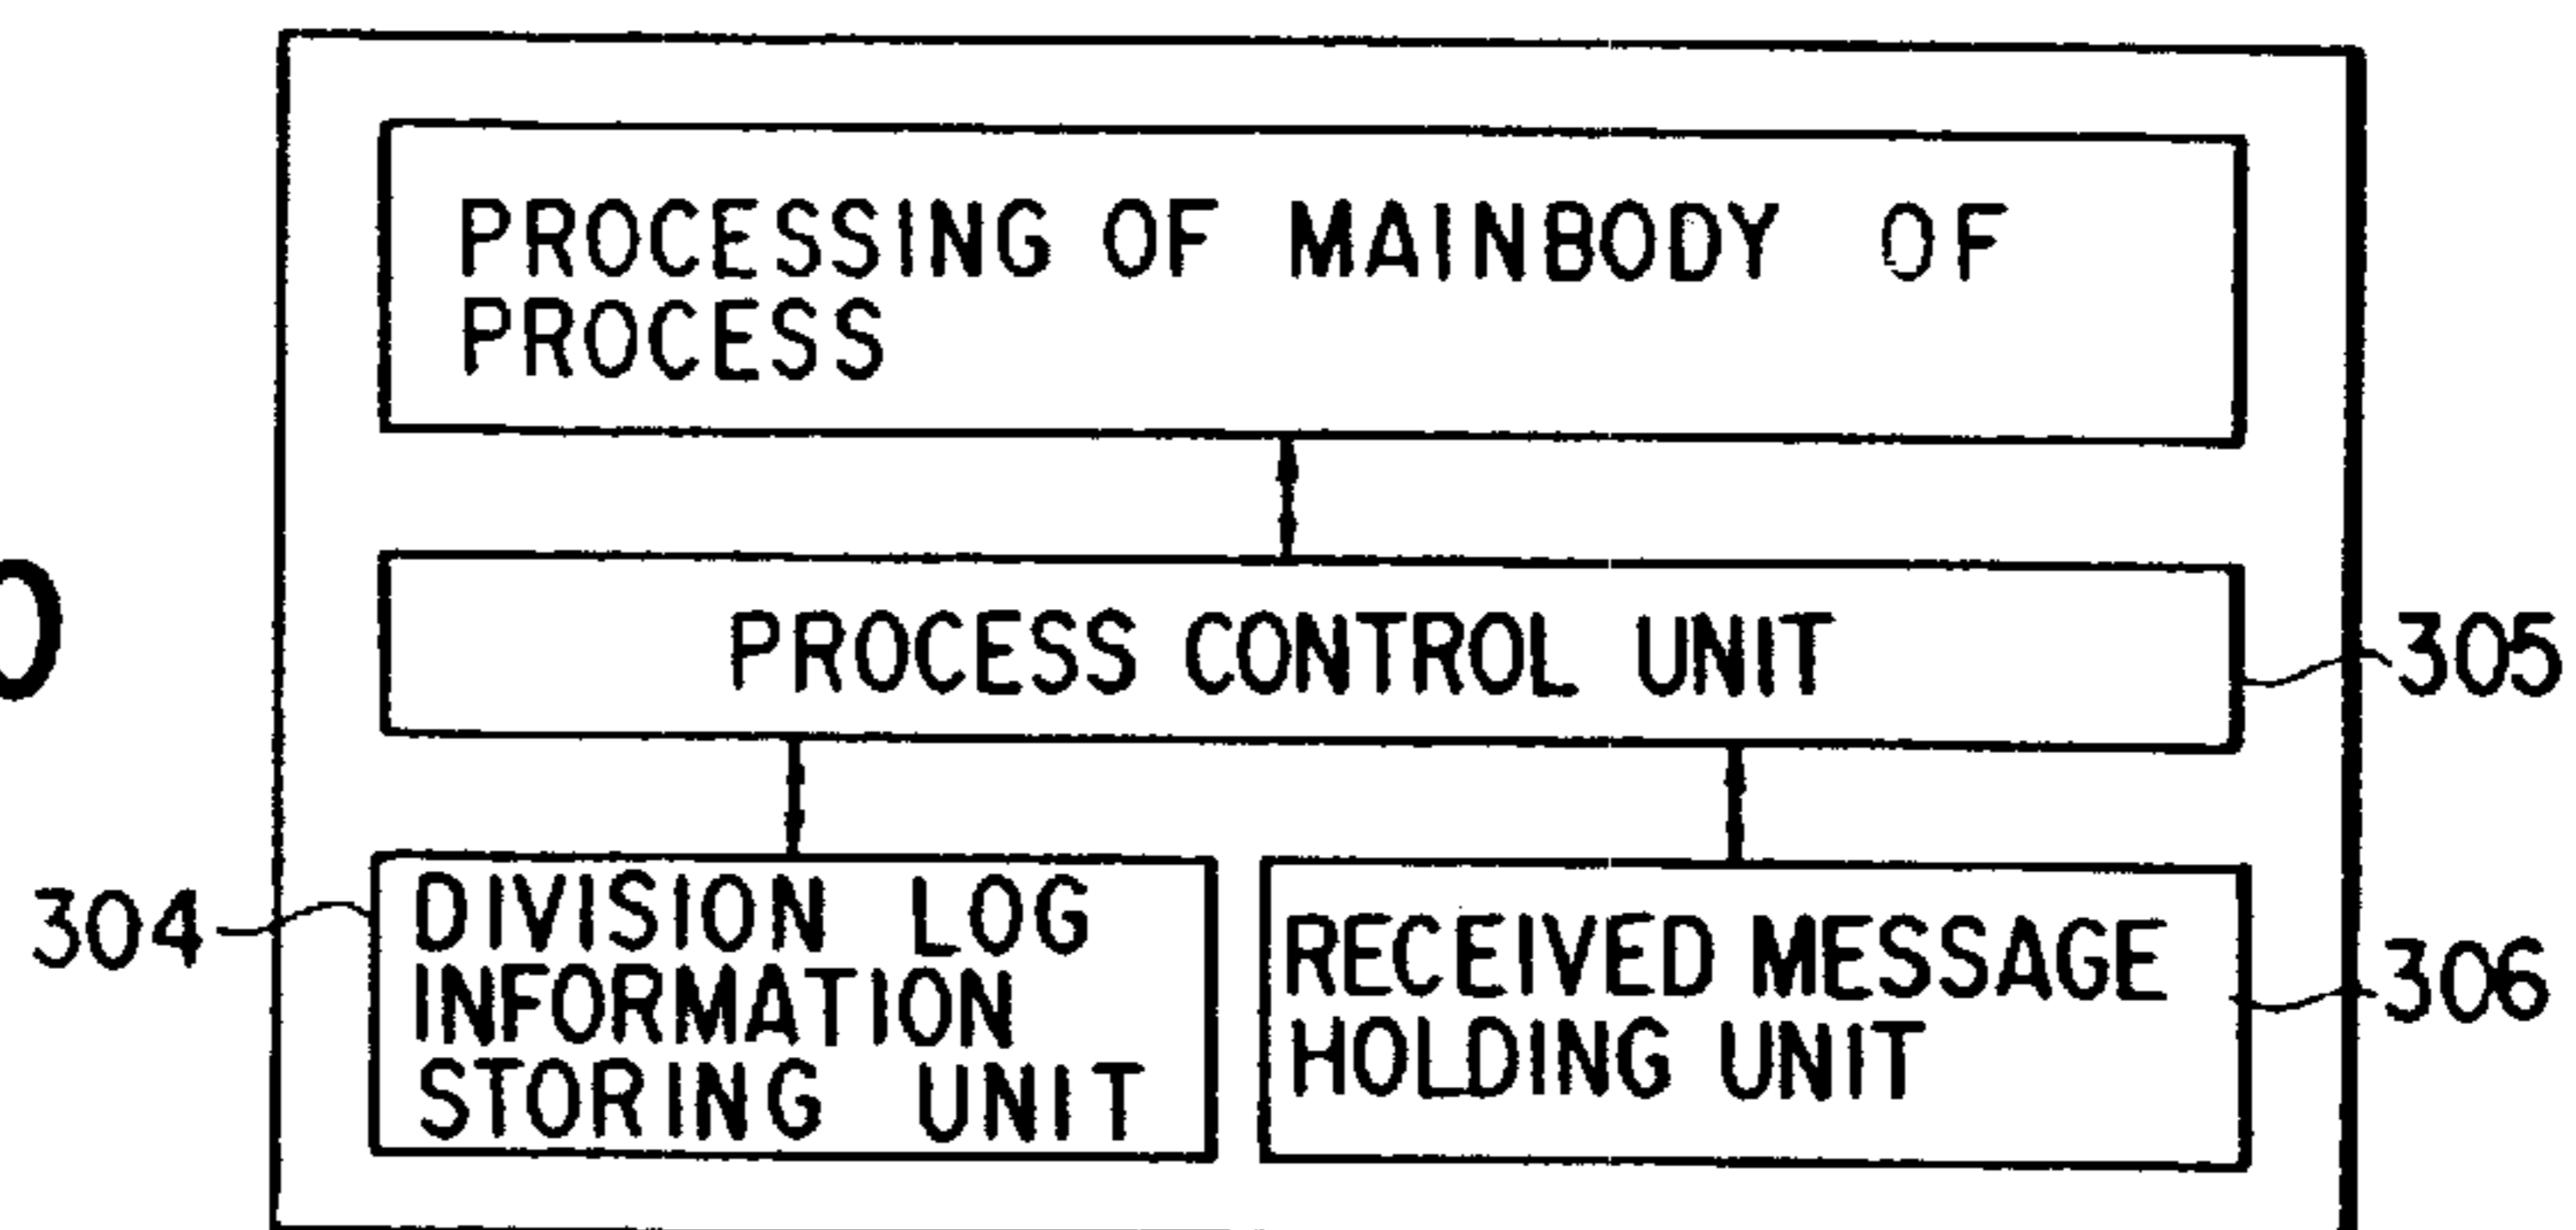 PROCESSING OF MAINBODY OF
PROCESS
PROCESS CONTROL UNIT
305
304
DIVISION LOG
INFORMATION
STORING UNIT
RECEIVED MESSAGE
HOLDING UNIT
306